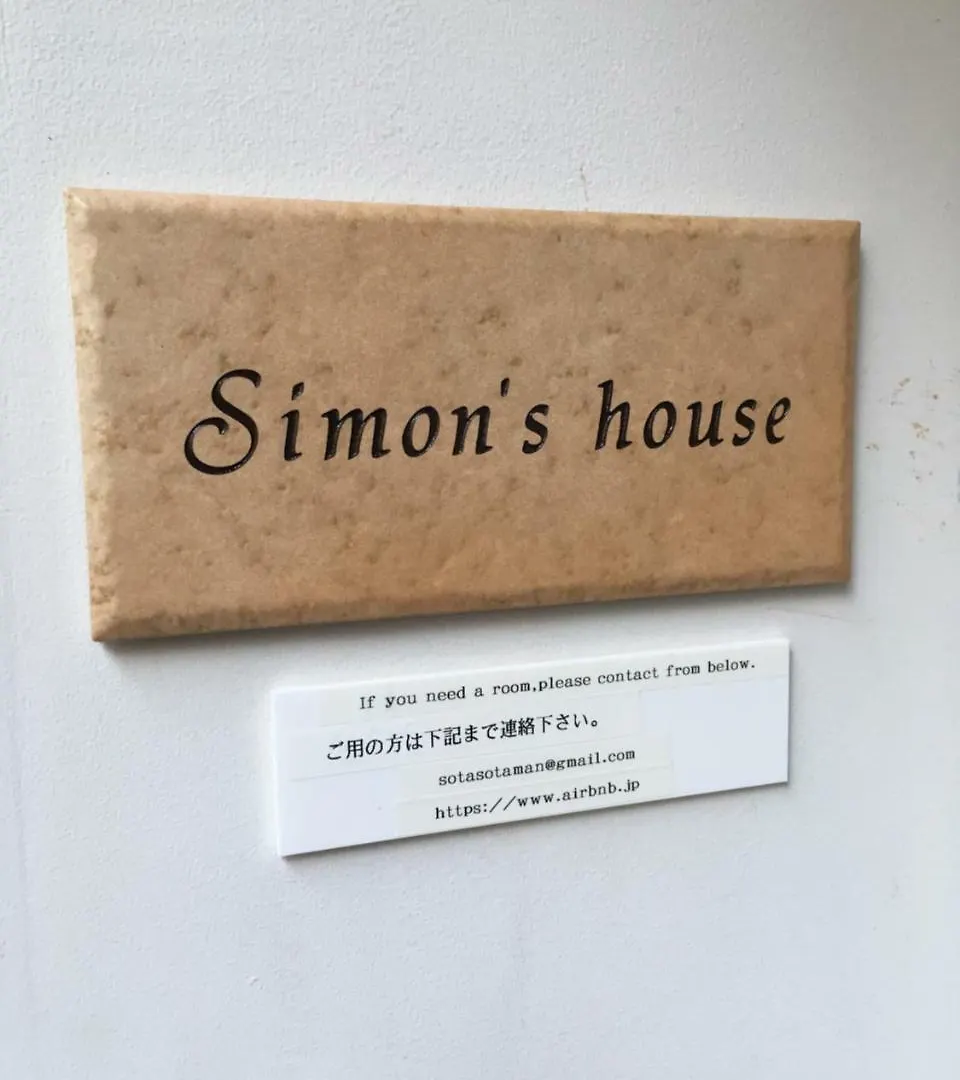 Simon's house
If you need a room,please contact from below.
ご用の方は下記まで連絡下さい。
sotasotaman@gmail.com
https://www.airbnb.jp